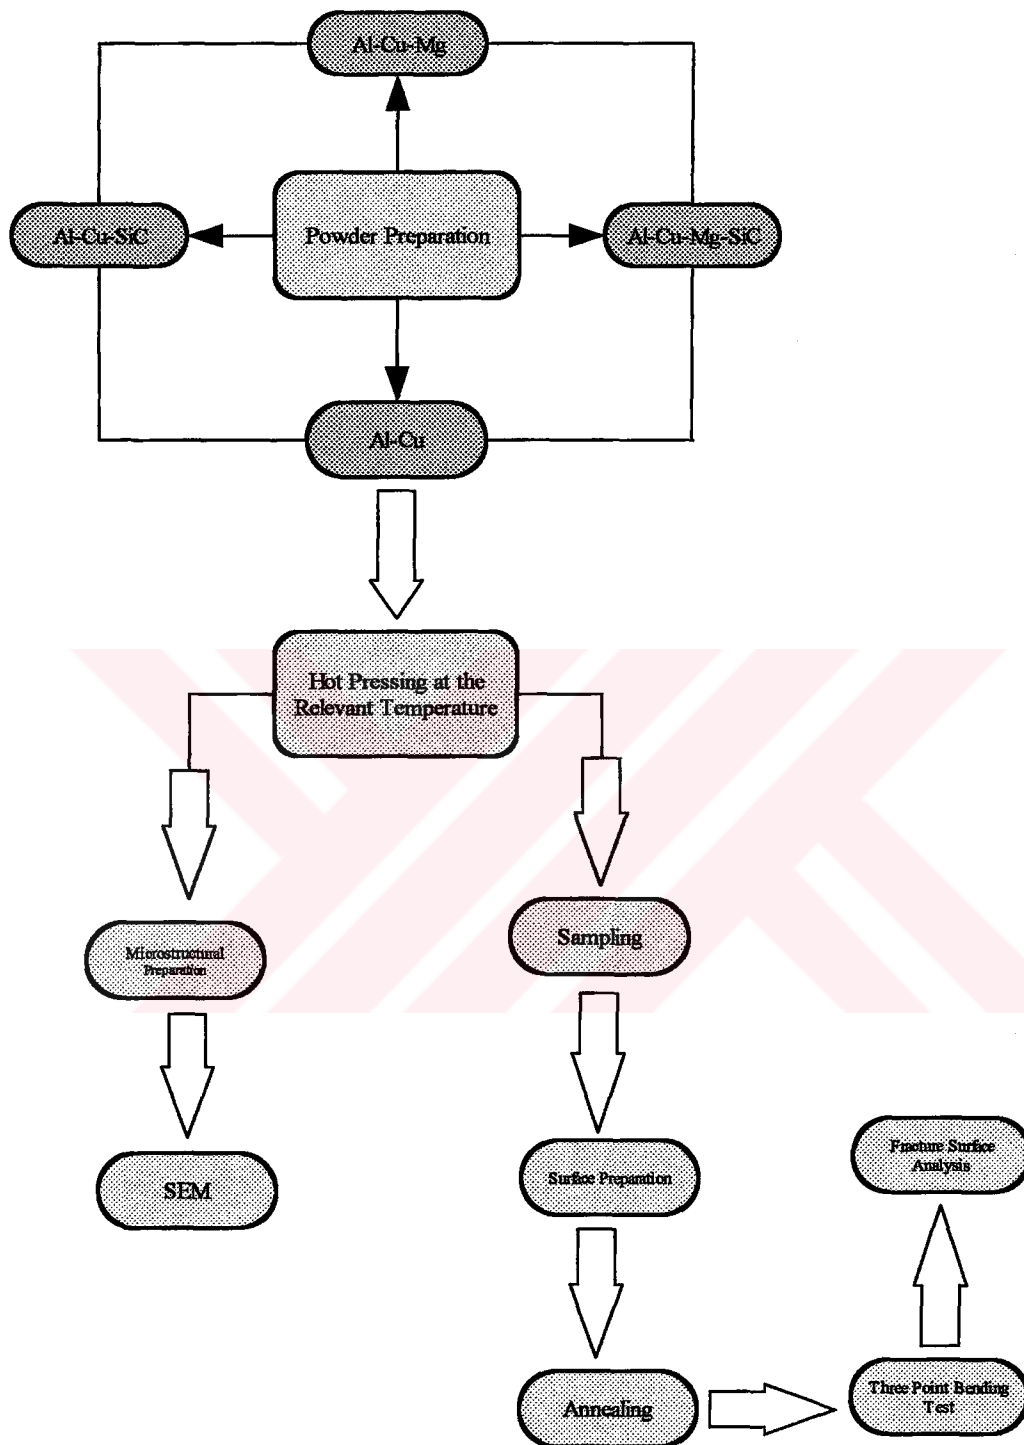 Al-Cu-Mg
Al-Cu-SiC
Powder Preparation
Al-Cu-Mg-SiC
Al-Cu
Hot Pressing at the
Relevant Temperature
Microstructural
Preparation
Sampling
SEM
Surface Preparation
Fracture Surface
Analysis
Annealing
Three Point Bending
Test